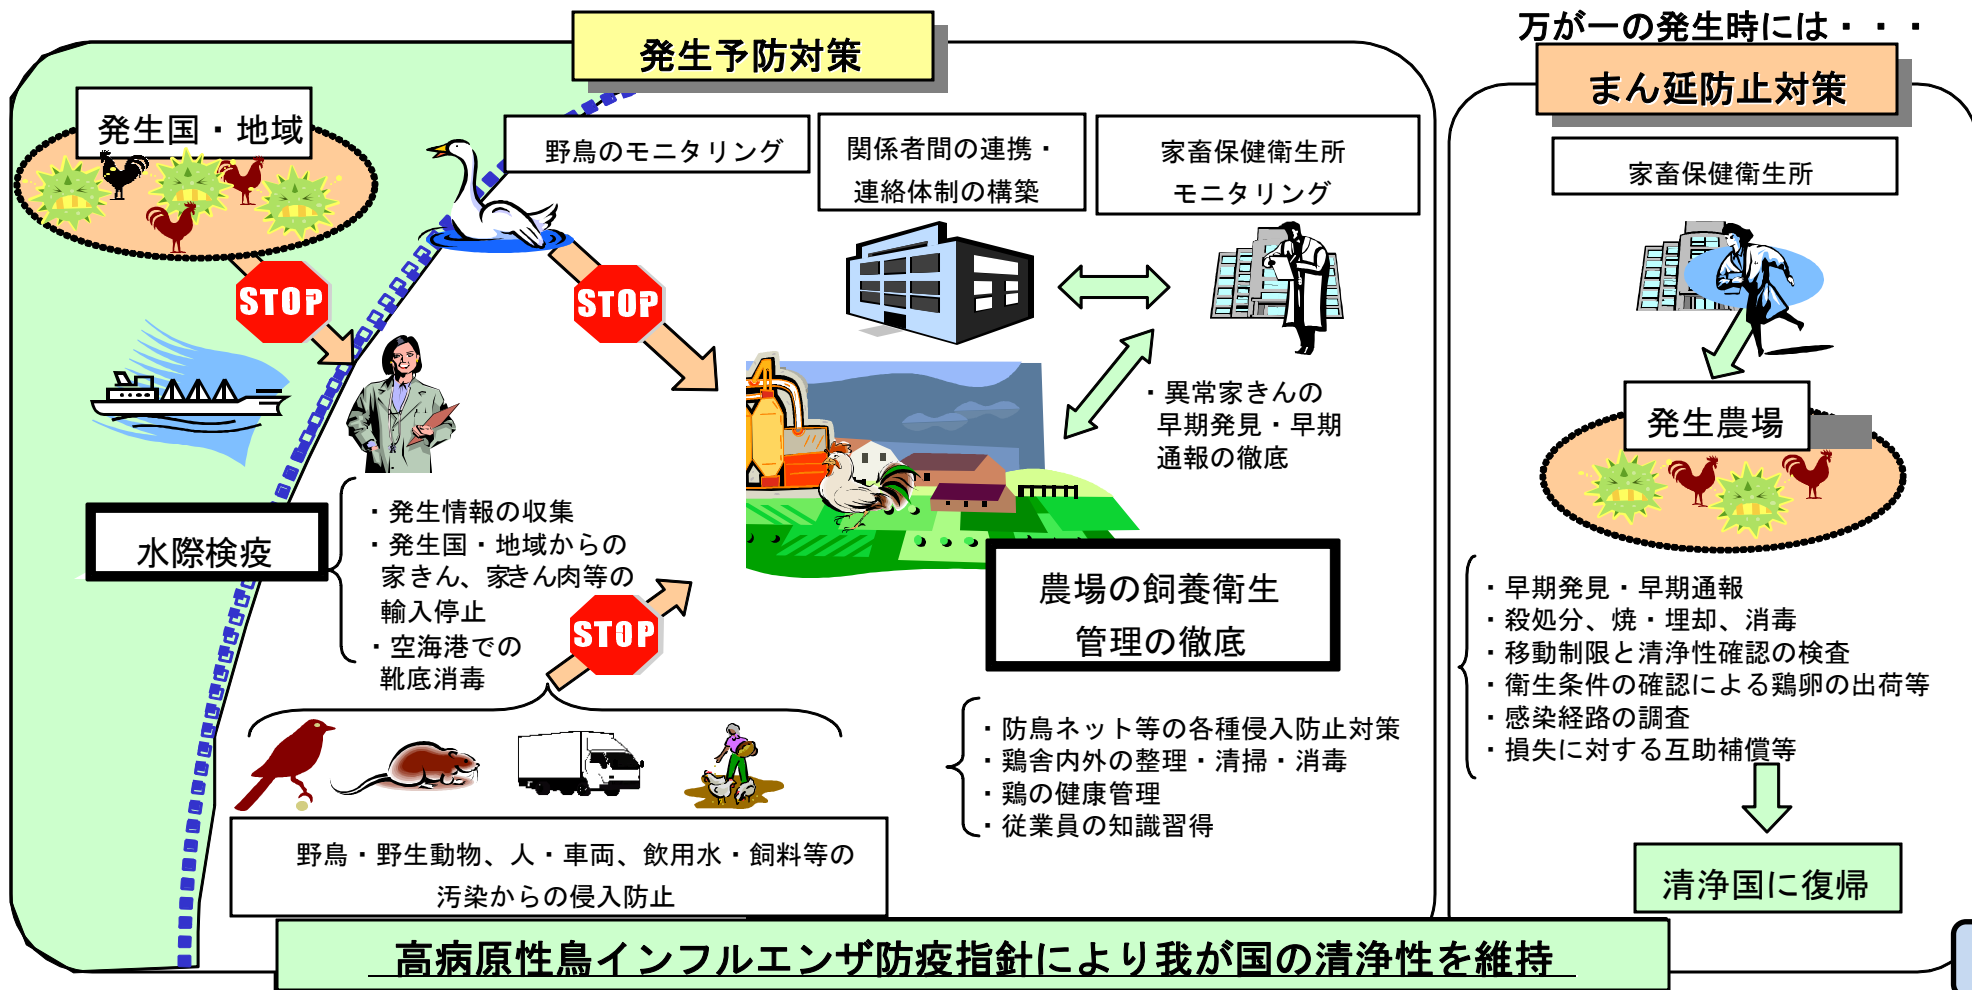 発生予防対策
発生国・地域
STOP
野鳥のモニタリング
STOP
関係者間の連携・
連絡体制の構築
家畜保健衛生所
モニタリング
・異常家きんの
早期発見・早期
通報の徹底
水際検疫
・発生情報の収集
・発生国・地域からの
家きん、家きん肉等の
輸入停止
・空海港での
靴底消毒
STOP
農場の飼養衛生
管理の徹底
・防鳥ネット等の各種侵入防止対策
・鶏舎内外の整理・清掃・消毒
・鶏の健康管理
・従業員の知識習得
野鳥・野生動物、人・車両、飲用水・飼料等の
汚染からの侵入防止
万が一の発生時には・・・
まん延防止対策
家畜保健衛生所
発生農場
・早期発見・早期通報
・殺処分、焼・埋却、消毒
・移動制限と清浄性確認の検査
・衛生条件の確認による鶏卵の出荷等
・感染経路の調査
・損失に対する互助補償等
清浄国に復帰
高病原性鳥インフルエンザ防疫指針により我が国の清浄性を維持